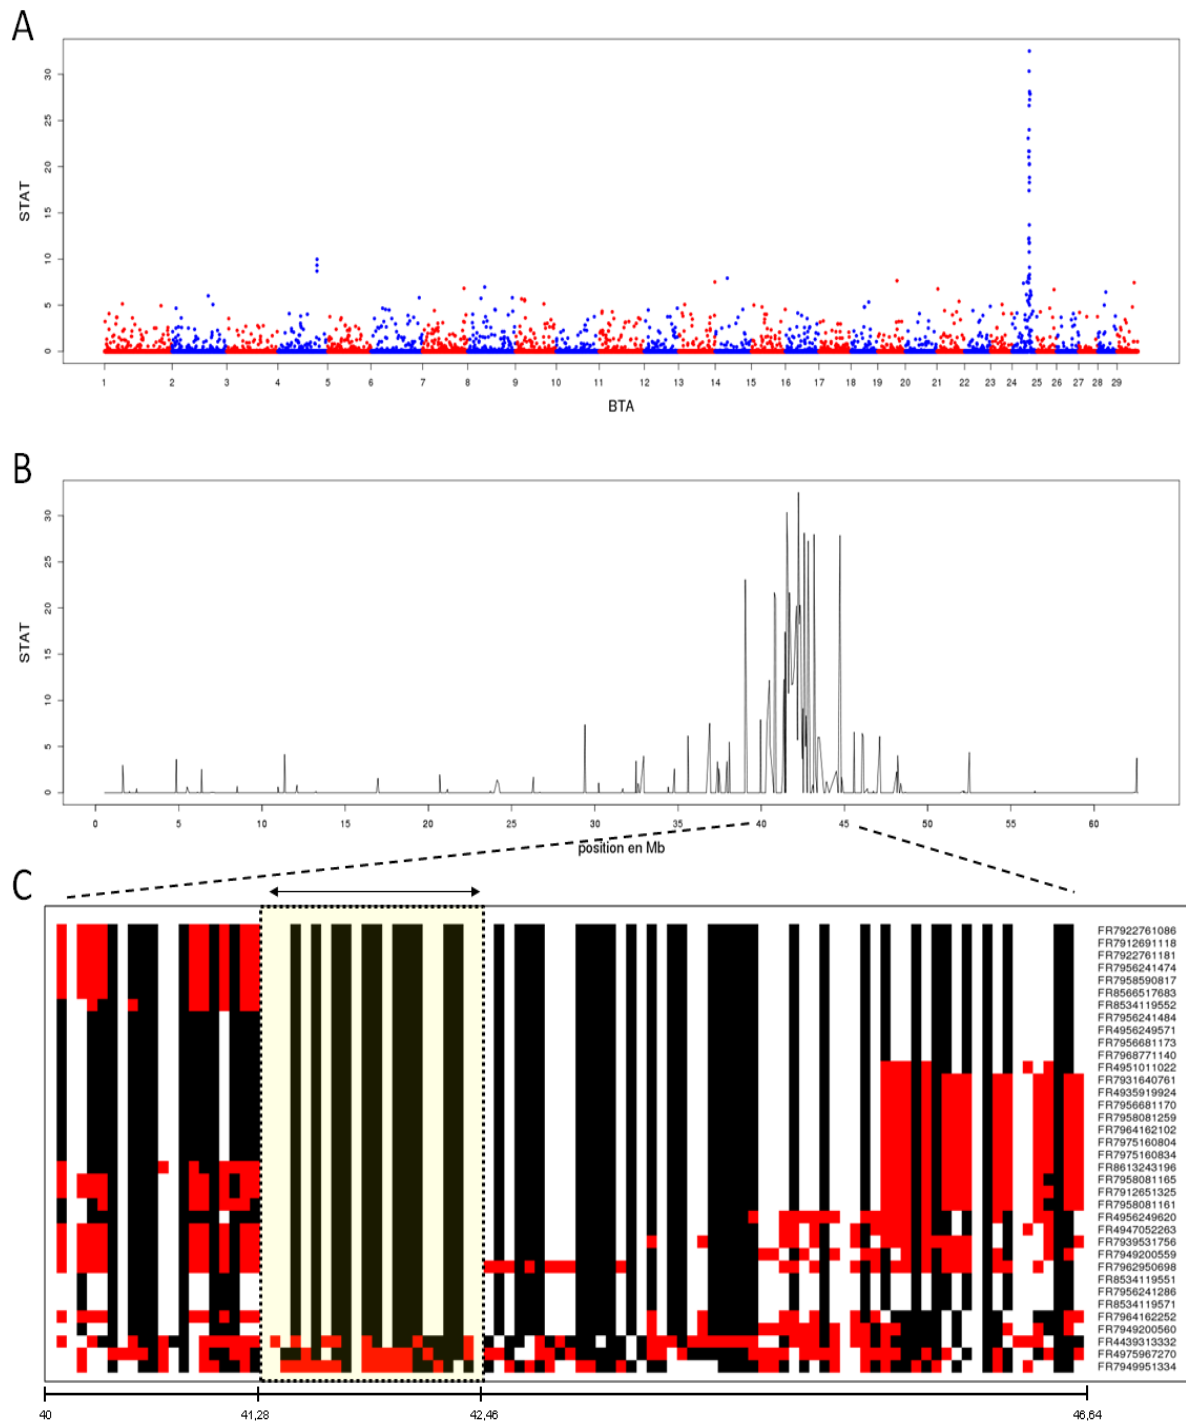 A
STAT
30
25
20
15
10
5
0
1 2 3 4 5 6 7 8 9 10 11 12 13 14 15 16 17 18 19 20 21 22 23 24 25 26 27 28 29
BTA
B
STAT
30
25
20
15
10
5
0
0 5 10 15 20 25 30 35 40 45 50 55 60
position en Mb
C
FR7922761086
FR7912691118
FR7922761181
FR7956241474
FR7958590817
FR8566517683
FR8534119552
FR7956241484
FR4956249571
FR7956681173
FR7968771140
FR4951011022
FR7931640761
FR4935919924
FR7956681170
FR7958081259
FR7964162102
FR7975160804
FR7975160834
FR8613243196
FR7958081165
FR7912651325
FR7958081161
FR4956249620
FR4947052263
FR7939531756
FR7949200559
FR7962950698
FR8534119551
FR7956241286
FR8534119571
FR7964162252
FR7949200560
FR4439313332
FR4975967270
FR7949951334
40 41,28 42,46 46,64